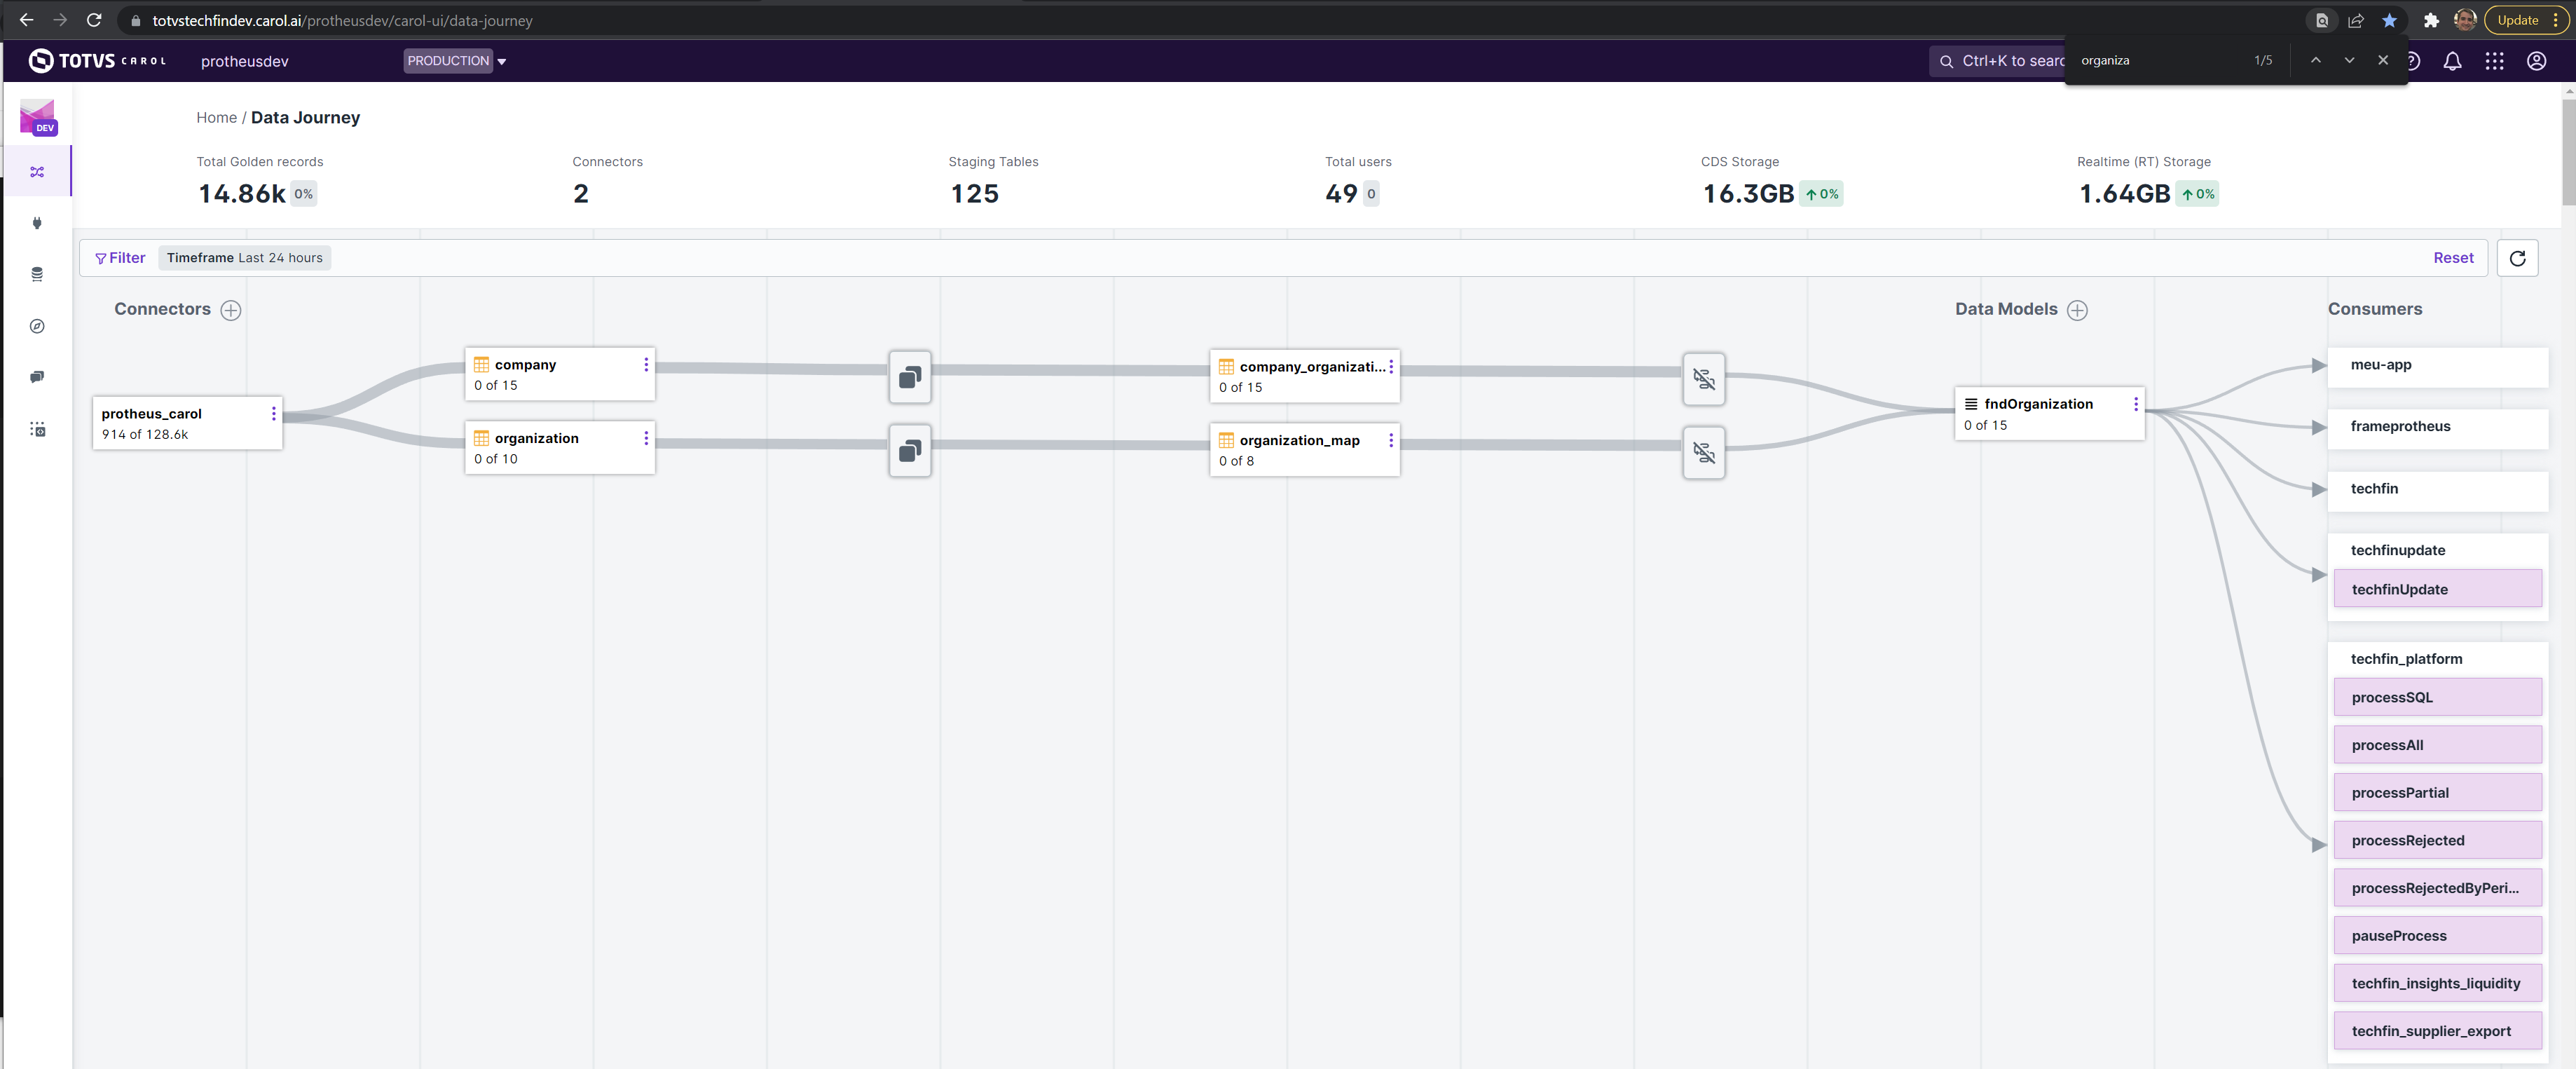 totvstechfindev.carol.ai/protheusdev/carol-ui/data-journey
Update
TOTVS CAROL
protheusdev
PRODUCTION
Ctrl+K to searc
organiza
1/5
DEV
Home / Data Journey
Total Golden records
14.86k 0%
Connectors
2
Staging Tables
125
Total users
49 0
CDS Storage
16.3GB 0%
Realtime (RT) Storage
1.64GB 0%
Filter
Timeframe Last 24 hours
Reset
Connectors
Data Models
Consumers
protheus_carol
914 of 128.6k
company
0 of 15
organization
0 of 10
company_organizati...
0 of 15
organization_map
0 of 8
fndOrganization
0 of 15
meu-app
frameprotheus
techfin
techfinupdate
techfinUpdate
techfin_platform
processSQL
processAll
processPartial
processRejected
processRejectedByPeri...
pauseProcess
techfin_insights_liquidity
techfin_supplier_export